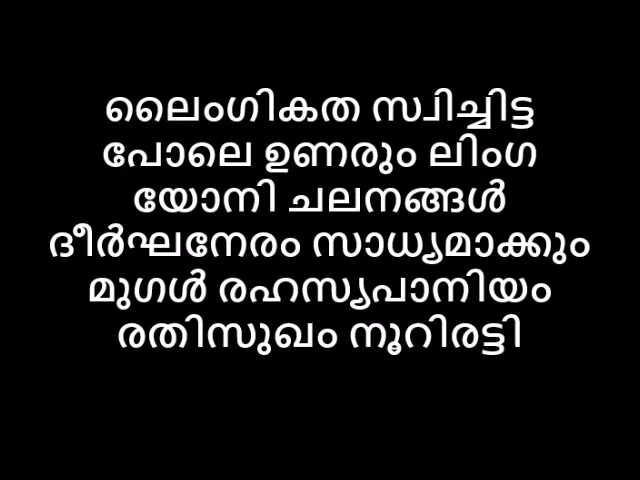 ലൈംഗികത സ്വിച്ചിട്ട
പോലെ ഉണരും ലിംഗ
യോനി ചലനങ്ങൾ
ദീർഘനേരം സാധ്യമാക്കും
മുഗൾ രഹസ്യപാനിയം
രതിസുഖം നൂറിരട്ടി